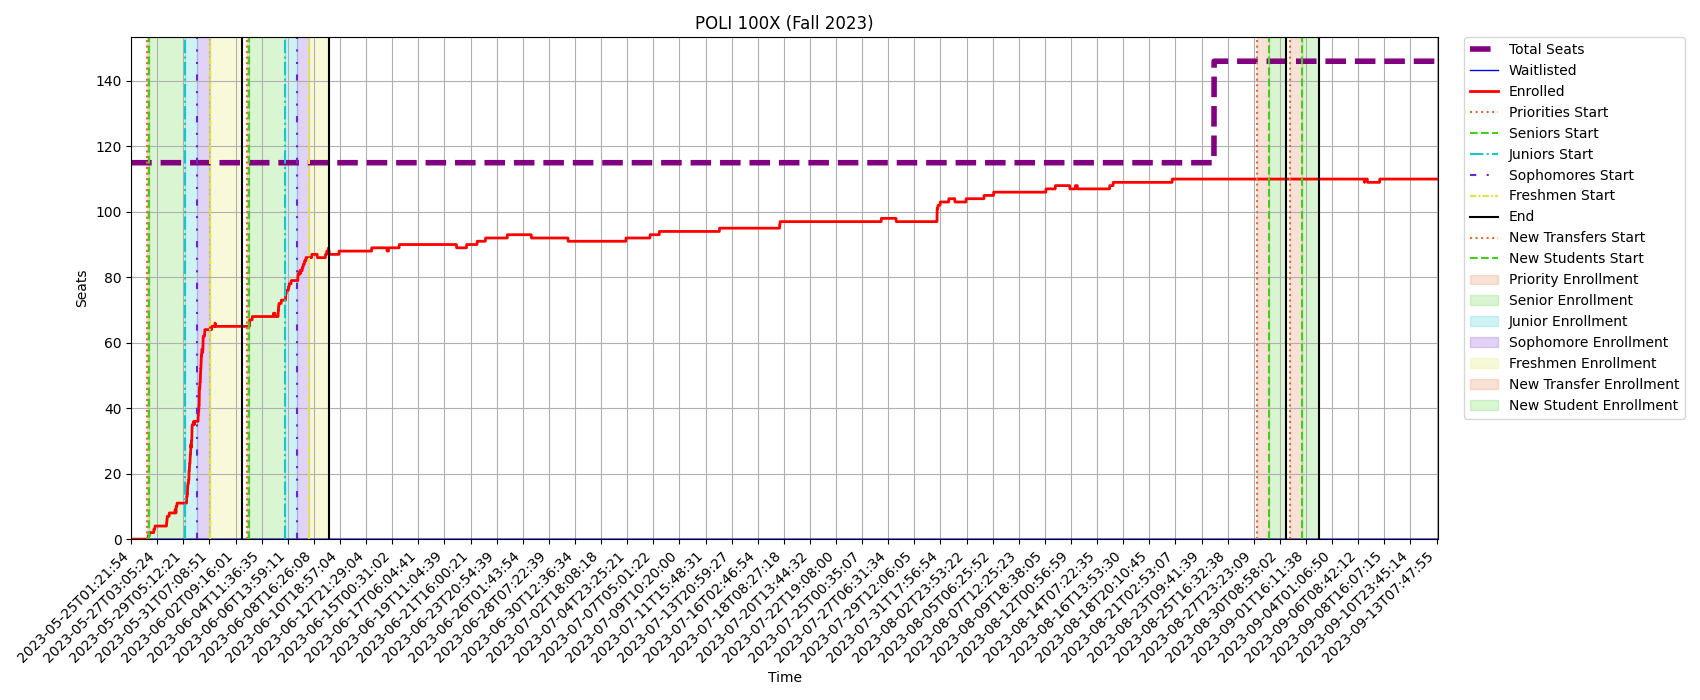 POLI 100X (Fall 2023)
Seats
140
120
100
80
60
40
20
0
2023-05-25T01:21:54
2023-05-27T03:05:24
2023-05-29T05:12:21
2023-05-31T07:08:51
2023-06-02T09:16:01
2023-06-04T11:36:35
2023-06-06T13:59:11
2023-06-08T16:26:08
2023-06-10T18:57:04
2023-06-12T21:29:04
2023-06-15T00:31:02
2023-06-17T06:04:41
2023-06-19T11:04:39
2023-06-21T16:00:21
2023-06-23T20:54:39
2023-06-26T01:43:54
2023-06-28T07:22:39
2023-06-30T12:36:34
2023-07-02T18:08:18
2023-07-04T23:25:21
2023-07-07T05:01:22
2023-07-09T10:20:00
2023-07-11T15:48:31
2023-07-13T20:59:27
2023-07-16T02:46:54
2023-07-18T08:27:18
2023-07-20T13:44:32
2023-07-22T19:08:00
2023-07-25T00:35:07
2023-07-27T06:31:34
2023-07-29T12:06:05
2023-07-31T17:56:54
2023-08-02T23:53:22
2023-08-05T06:25:52
2023-08-07T12:25:23
2023-08-09T18:38:05
2023-08-12T00:56:59
2023-08-14T07:22:35
2023-08-16T13:53:30
2023-08-18T20:10:45
2023-08-21T02:53:07
2023-08-23T09:41:39
2023-08-25T16:32:38
2023-08-27T23:23:09
2023-08-30T08:58:02
2023-09-01T16:11:38
2023-09-04T01:06:50
2023-09-06T08:42:12
2023-09-08T16:07:15
2023-09-10T23:45:14
2023-09-13T07:47:55
Time
Total Seats
Waitlisted
Enrolled
Priorities Start
Seniors Start
Juniors Start
Sophomores Start
Freshmen Start
End
New Transfers Start
New Students Start
Priority Enrollment
Senior Enrollment
Junior Enrollment
Sophomore Enrollment
Freshmen Enrollment
New Transfer Enrollment
New Student Enrollment